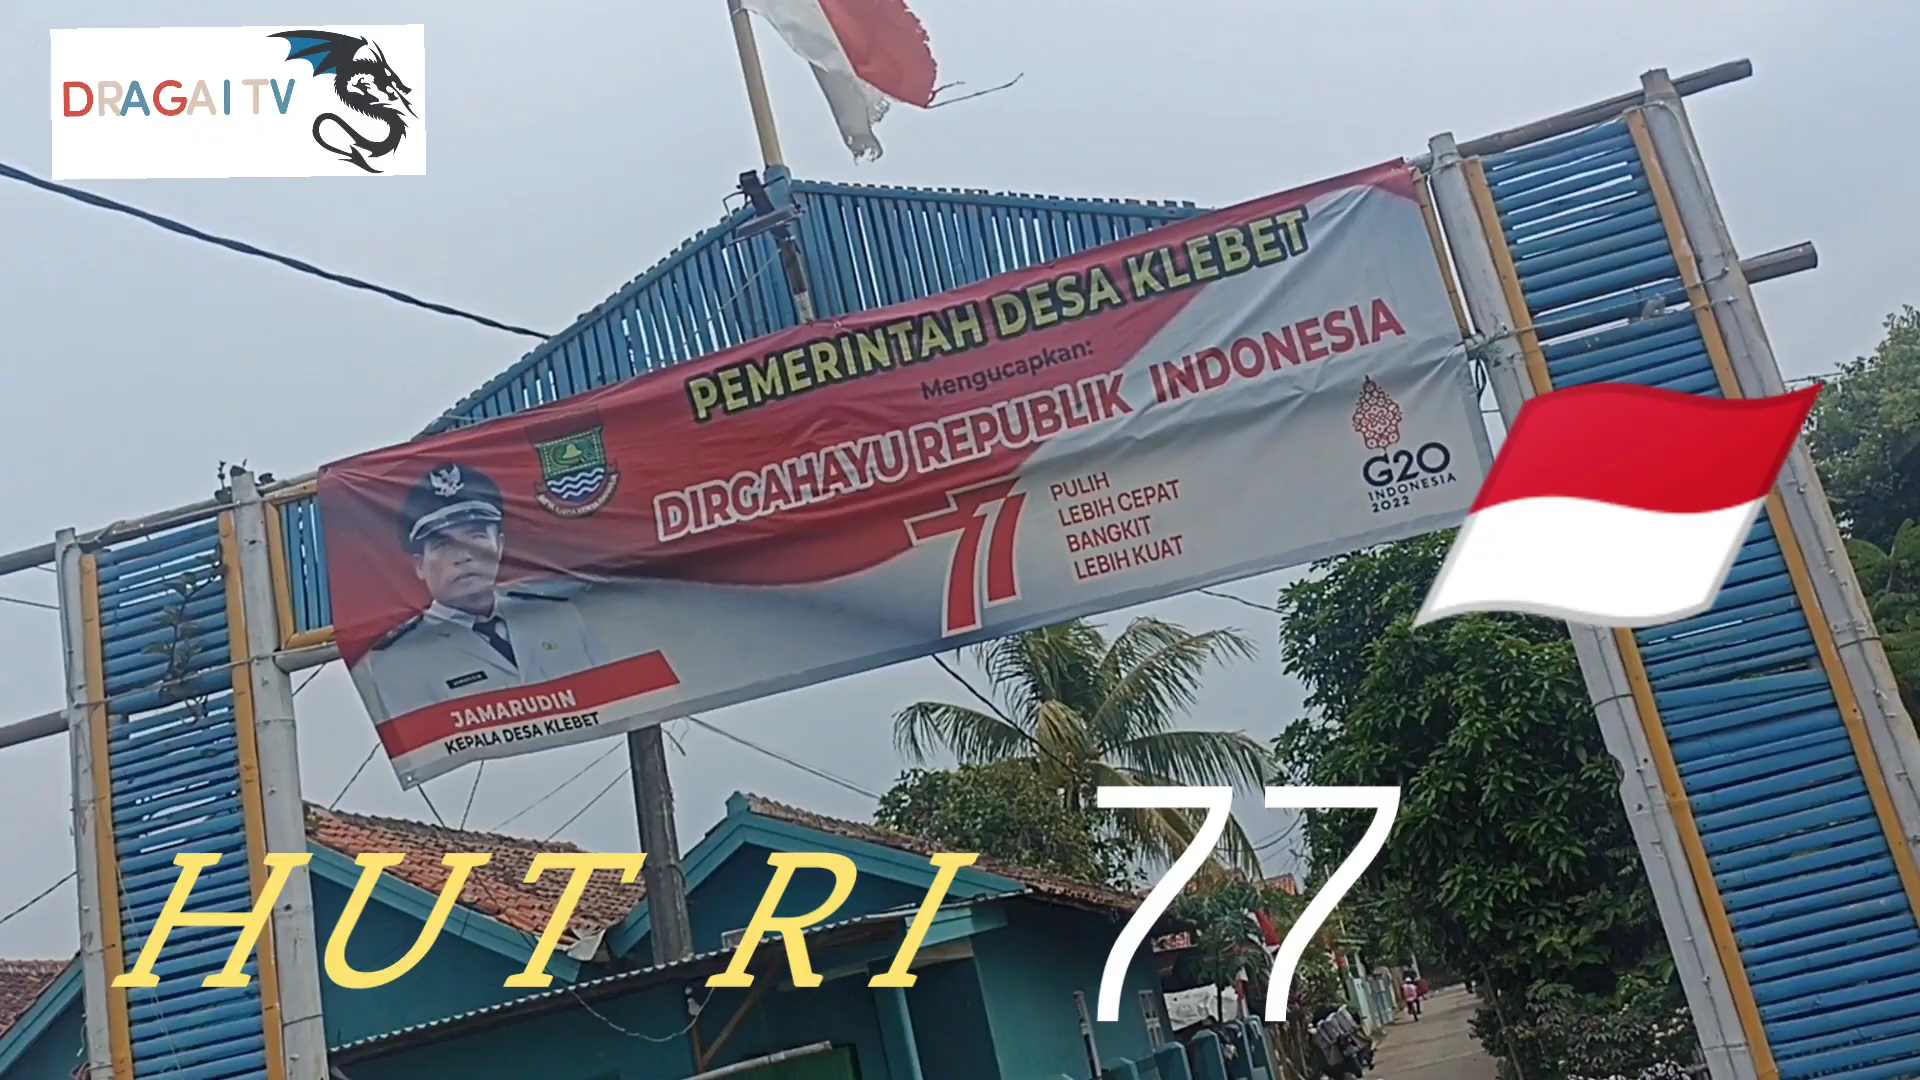 DRAGAI TV
PEMERINTAH DESA KLEBET
Mengucapkan:
DIRGAHAYU REPUBLIK INDONESIA
77
PULIH
LEBIH CEPAT
BANGKIT
LEBIH KUAT
G20
INDONESIA
2022
JAMARUDIN
KEPALA DESA KLEBET
HUT RI 77